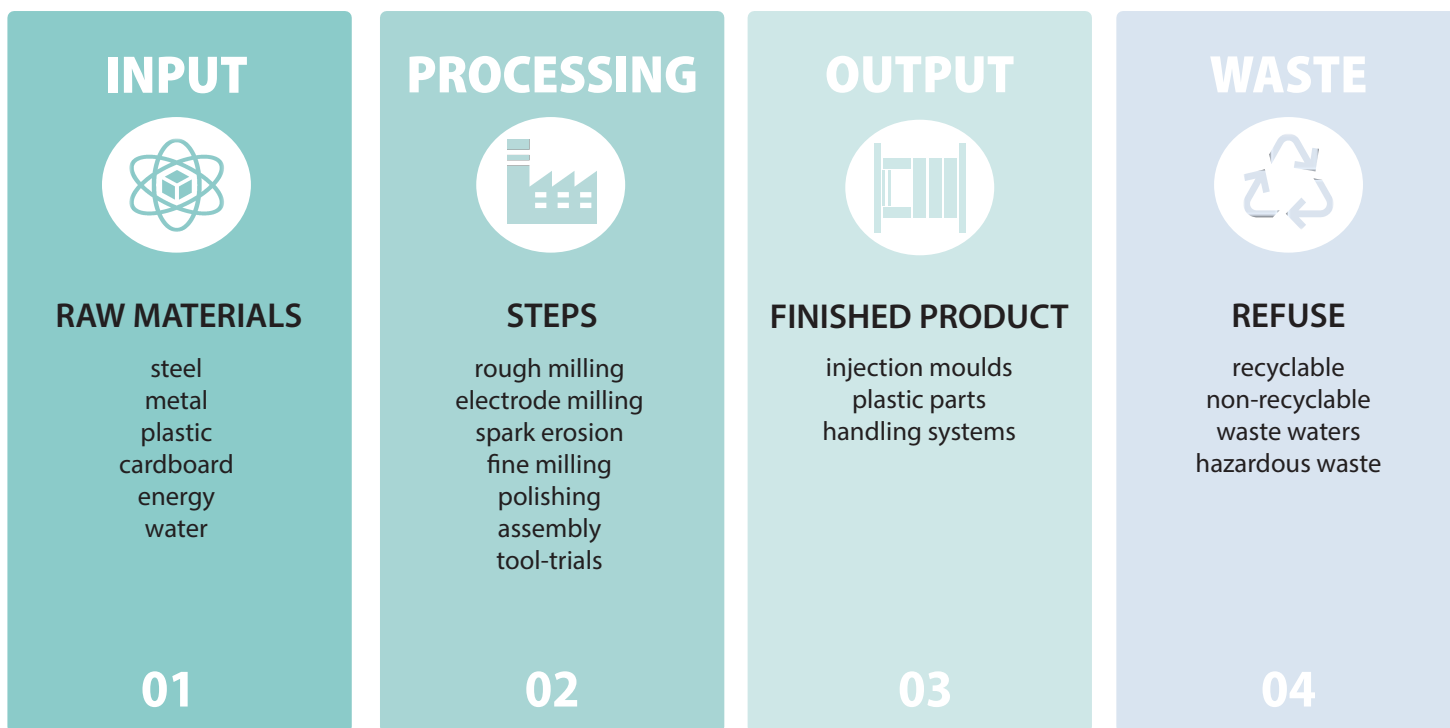 INPUT
RAW MATERIALS
steel
metal
plastic
cardboard
energy
water
01
PROCESSING
STEPS
rough milling
electrode milling
spark erosion
fine milling
polishing
assembly
tool-trials
02
OUTPUT
FINISHED PRODUCT
injection moulds
plastic parts
handling systems
03
WASTE
REFUSE
recyclable
non-recyclable
waste waters
hazardous waste
04